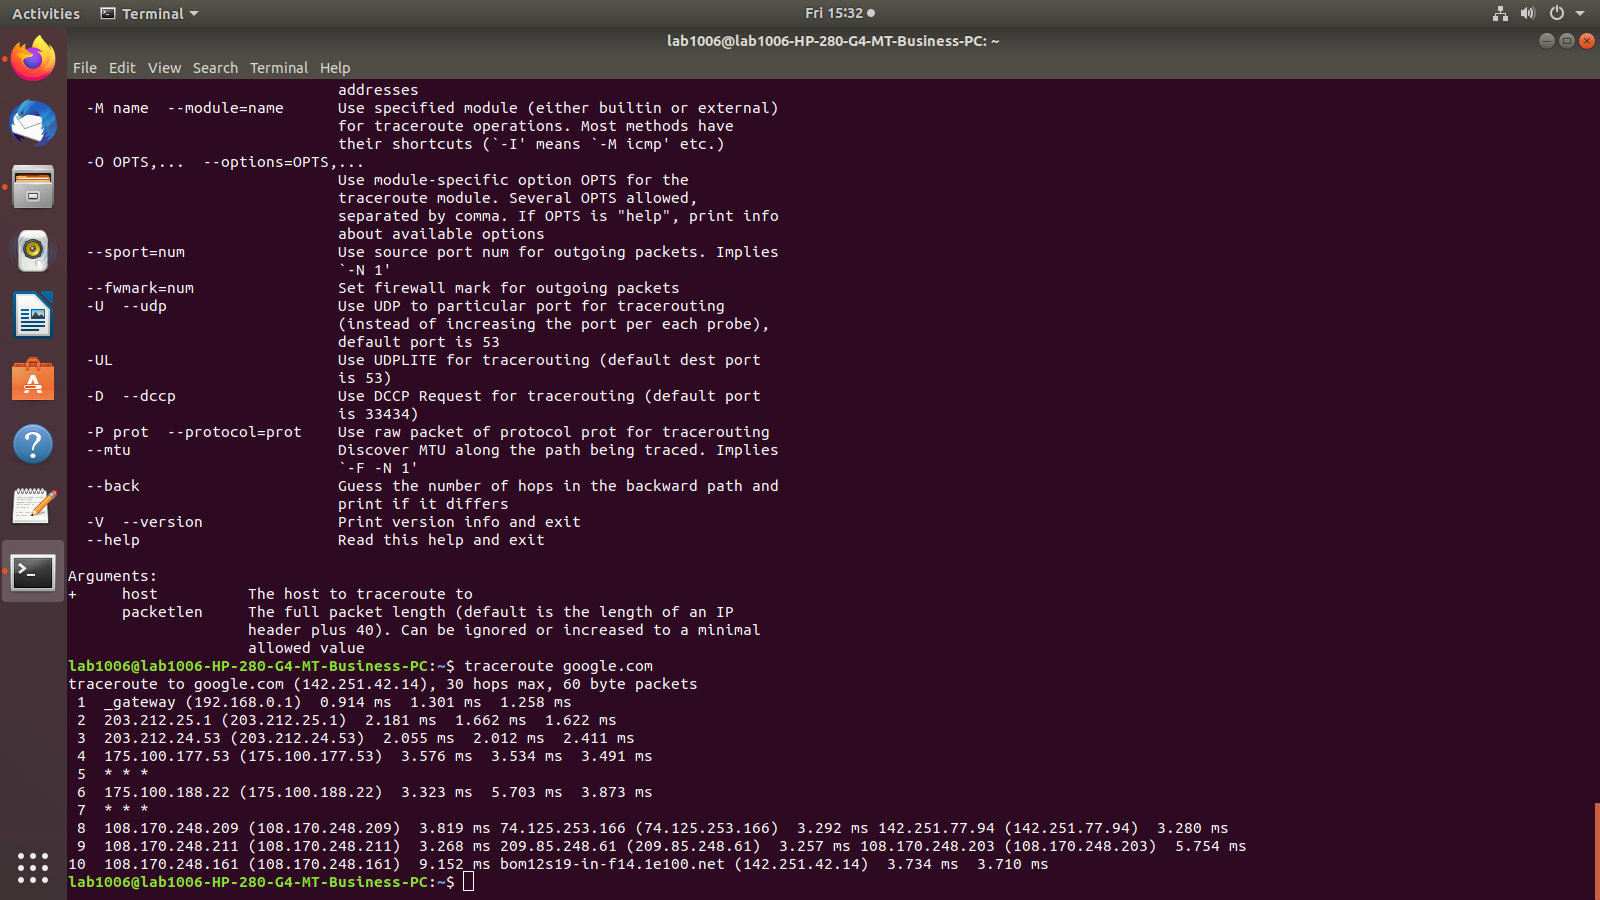 Activities Terminal Fri 15:32
lab1006@lab1006-HP-280-G4-MT-Business-PC: ~
File Edit View Search Terminal Help
addresses
-M name  --module=name      Use specified module (either builtin or external)
for traceroute operations. Most methods have
their shortcuts (`-I' means `-M icmp' etc.)
-O OPTS,...  --options=OPTS,...
Use module-specific option OPTS for the
traceroute module. Several OPTS allowed,
separated by comma. If OPTS is "help", print info
about available options
--sport=num                 Use source port num for outgoing packets. Implies
`-N 1'
--fwmark=num                Set firewall mark for outgoing packets
-U  --udp                   Use UDP to particular port for tracerouting
(instead of increasing the port per each probe),
default port is 53
-UL                         Use UDPLITE for tracerouting (default dest port
is 53)
-D  --dccp                  Use DCCP Request for tracerouting (default port
is 33434)
-P prot  --protocol=prot    Use raw packet of protocol prot for tracerouting
--mtu                       Discover MTU along the path being traced. Implies
`-F -N 1'
--back                      Guess the number of hops in the backward path and
print if it differs
-V  --version               Print version info and exit
--help                      Read this help and exit
Arguments:
+     host          The host to traceroute to
packetlen     The full packet length (default is the length of an IP
header plus 40). Can be ignored or increased to a minimal
allowed value
lab1006@lab1006-HP-280-G4-MT-Business-PC:~$ traceroute google.com
traceroute to google.com (142.251.42.14), 30 hops max, 60 byte packets
1  _gateway (192.168.0.1)  0.914 ms  1.301 ms  1.258 ms
2  203.212.25.1 (203.212.25.1)  2.181 ms  1.662 ms  1.622 ms
3  203.212.24.53 (203.212.24.53)  2.055 ms  2.012 ms  2.411 ms
4  175.100.177.53 (175.100.177.53)  3.576 ms  3.534 ms  3.491 ms
5  * * *
6  175.100.188.22 (175.100.188.22)  3.323 ms  5.703 ms  3.873 ms
7  * * *
8  108.170.248.209 (108.170.248.209)  3.819 ms 74.125.253.166 (74.125.253.166)  3.292 ms 142.251.77.94 (142.251.77.94)  3.280 ms
9  108.170.248.211 (108.170.248.211)  3.268 ms 209.85.248.61 (209.85.248.61)  3.257 ms 108.170.248.203 (108.170.248.203)  5.754 ms
10  108.170.248.161 (108.170.248.161)  9.152 ms bom12s19-in-f14.1e100.net (142.251.42.14)  3.734 ms  3.710 ms
lab1006@lab1006-HP-280-G4-MT-Business-PC:~$